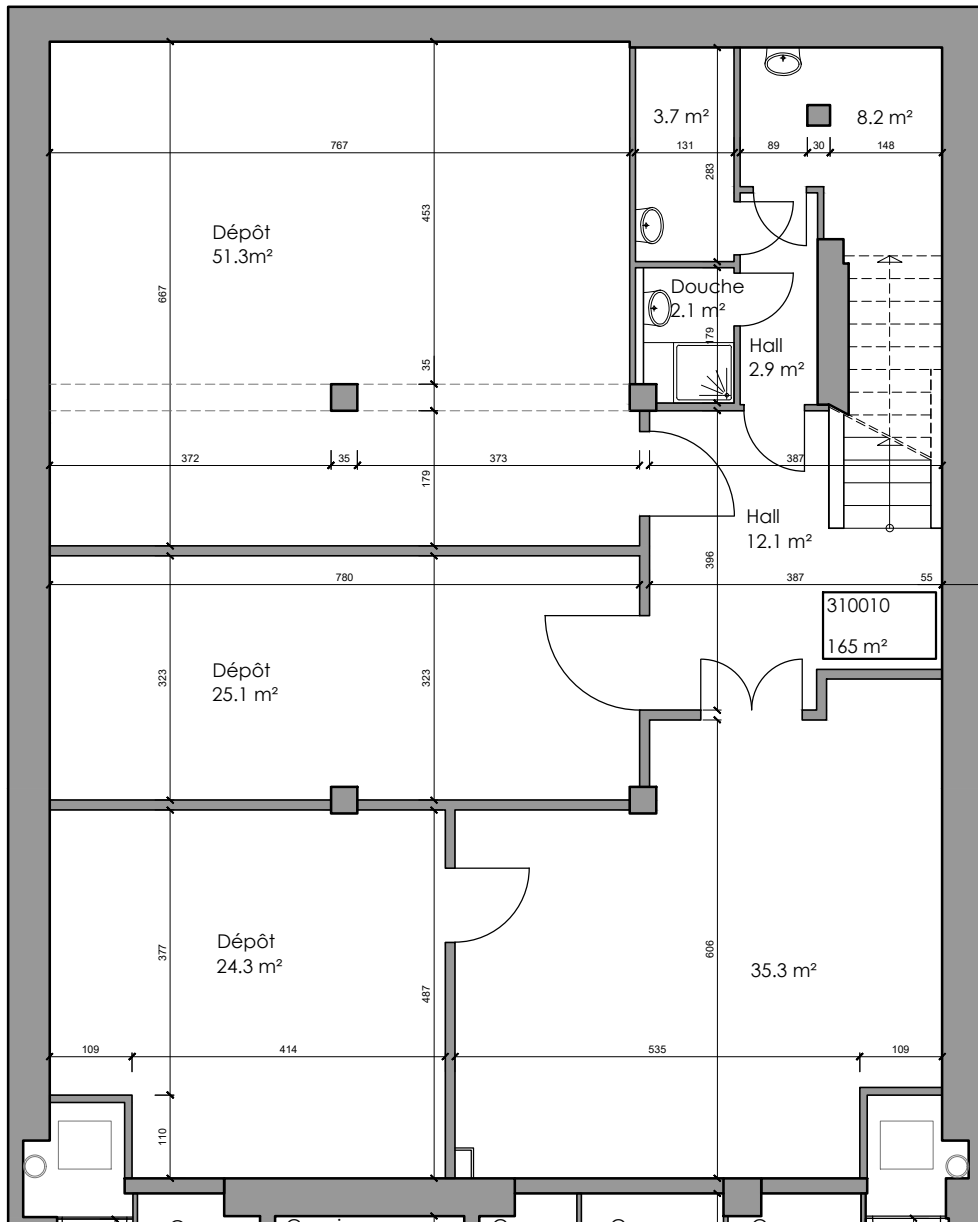 3.7 m²
8.2 m²
767
131
89
30
148
283
453
Dépôt
51.3m²
667
Douche
2.1 m²
179
Hall
2.9 m²
35
372
35
373
387
179
Hall
12.1 m²
396
780
387
55
310010
165 m²
323
323
Dépôt
25.1 m²
377
Dépôt
24.3 m²
487
606
35.3 m²
109
414
535
109
110